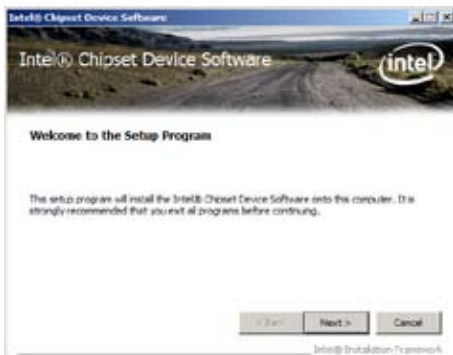 Intel® Chipset Device Software
Intel® Chipset Device Software
intel
Welcome to the Setup Program
This setup program will install the Intel® Chipset Device Software onto this computer. It is
strongly recommended that you exit all programs before continuing.
< Back
Next >
Cancel
Intel® Installation Framework